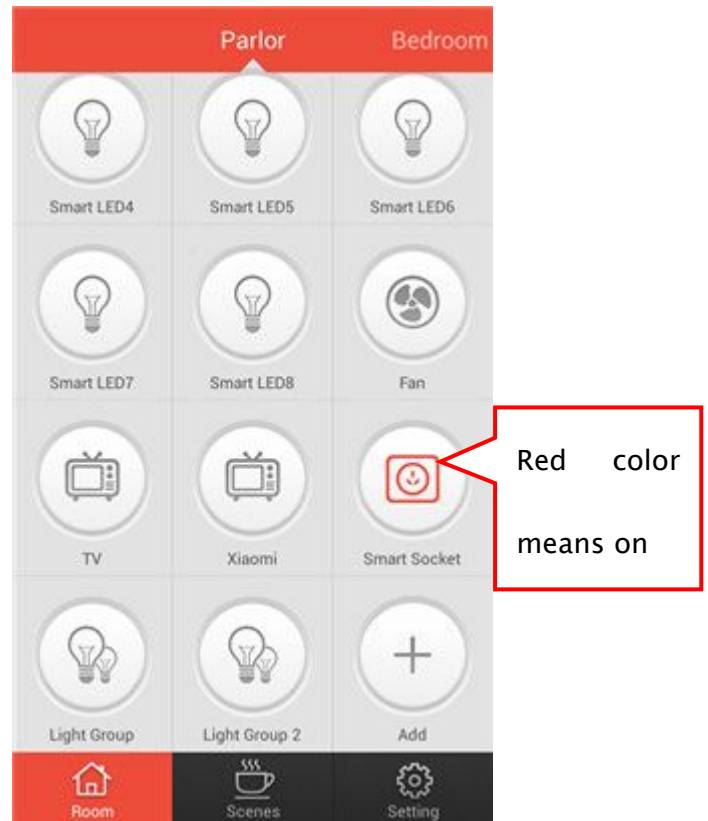 Parlor Bedroom
Smart LED4 Smart LED5 Smart LED6
Smart LED7 Smart LED8 Fan
TV Xiaomi Smart Socket
Red color
means on
Light Group Light Group 2 Add
Room Scenes Setting